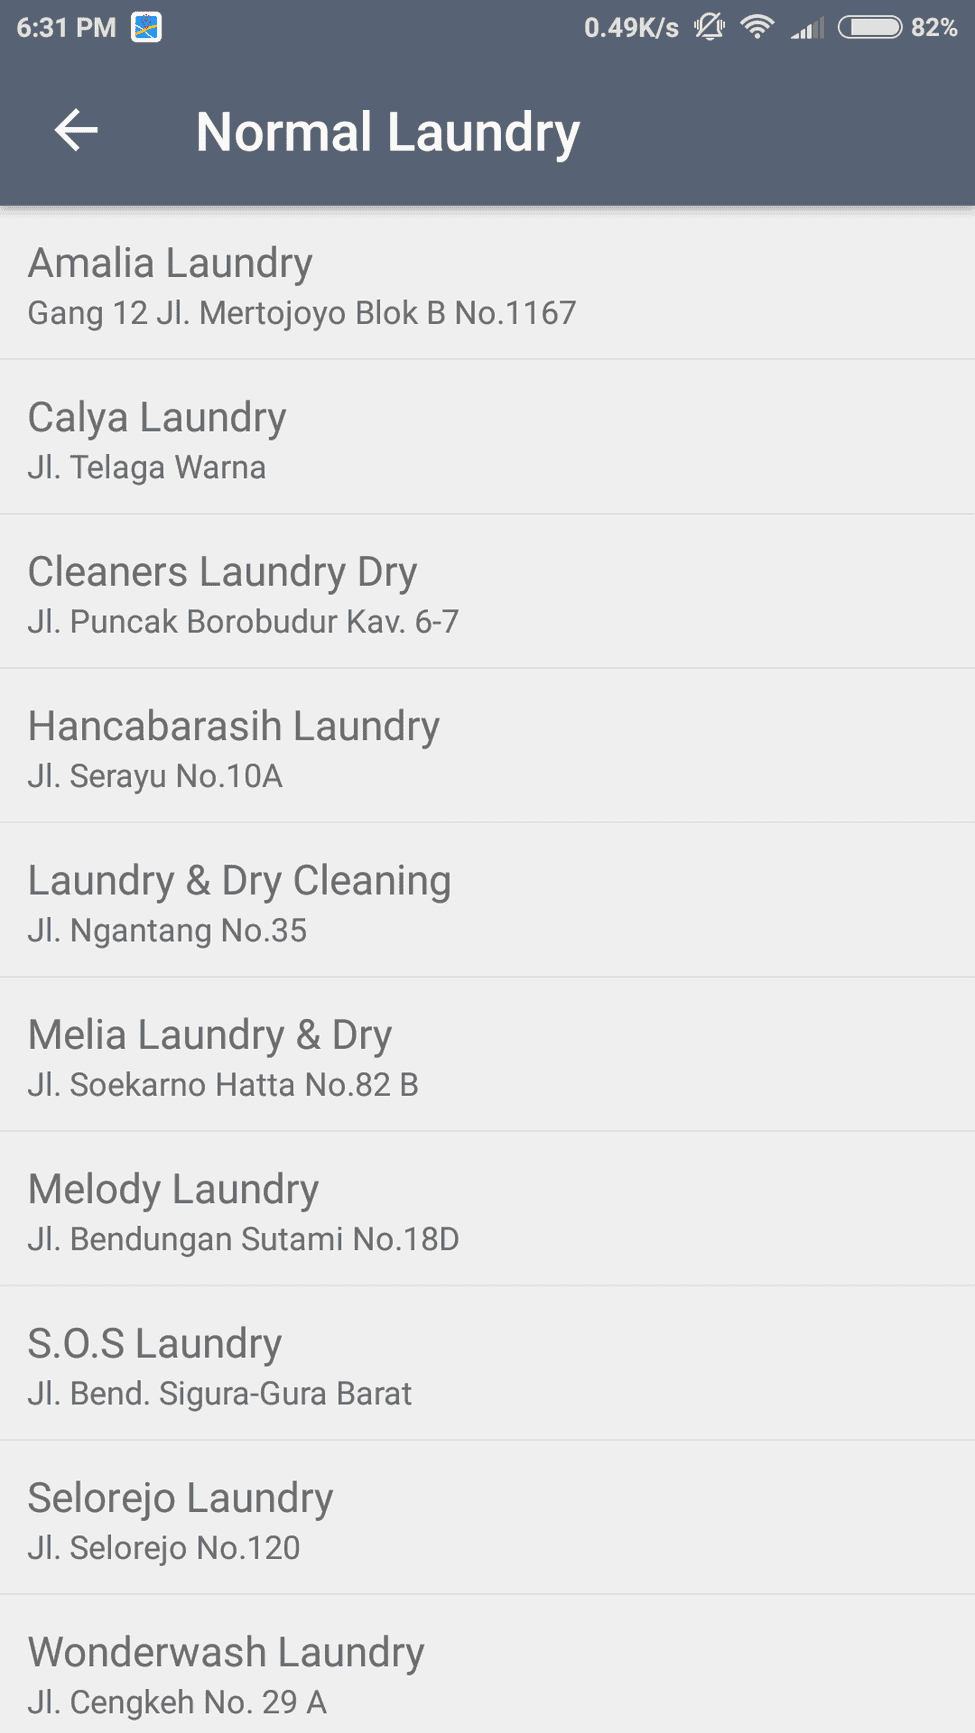 6:31 PM 0.49K/s 82%
Normal Laundry
Amalia Laundry
Gang 12 Jl. Mertojoyo Blok B No.1167
Calya Laundry
Jl. Telaga Warna
Cleaners Laundry Dry
Jl. Puncak Borobudur Kav. 6-7
Hancabarasih Laundry
Jl. Serayu No.10A
Laundry & Dry Cleaning
Jl. Ngantang No.35
Melia Laundry & Dry
Jl. Soekarno Hatta No.82 B
Melody Laundry
Jl. Bendungan Sutami No.18D
S.O.S Laundry
Jl. Bend. Sigura-Gura Barat
Selorejo Laundry
Jl. Selorejo No.120
Wonderwash Laundry
Jl. Cengkeh No. 29 A